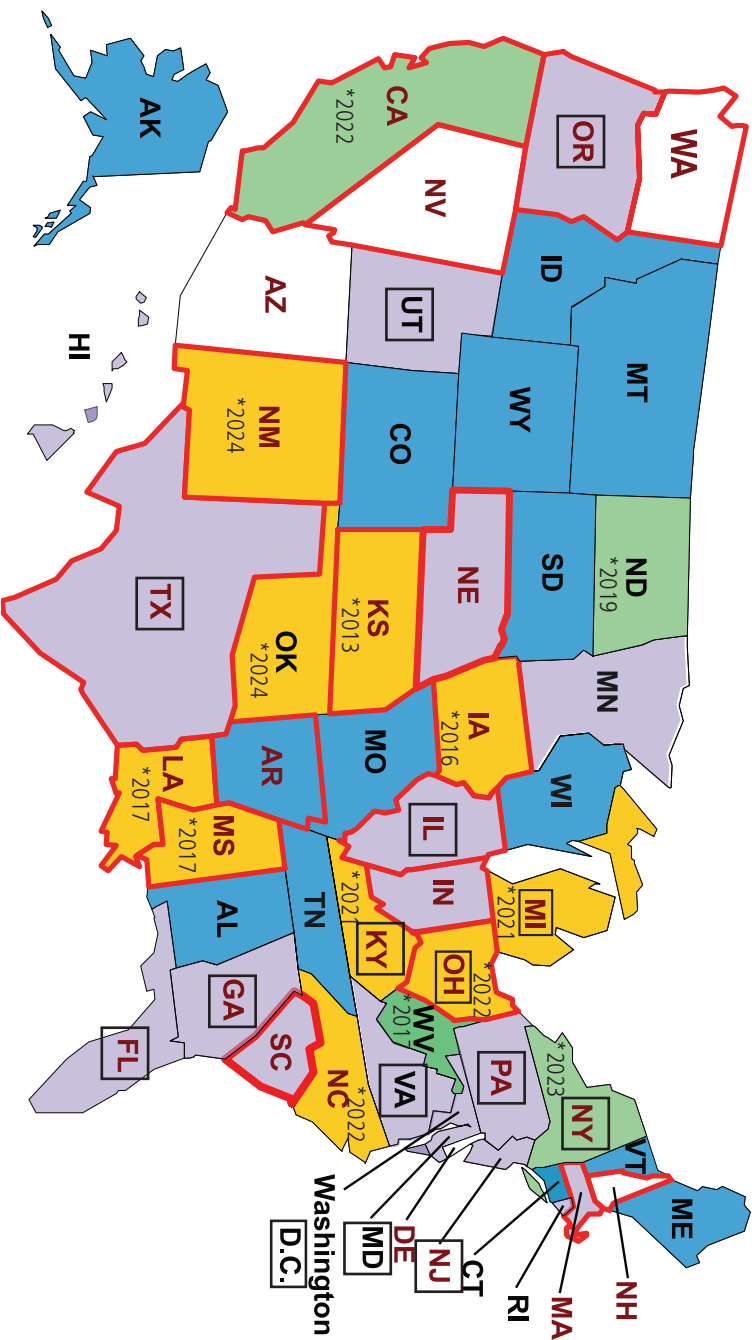 WA
OR
CA
*2022
NV
ID
MT
WY
UT
AZ
CO
NM
*2024
AK
HI
ND
*2019
SD
NE
KS
*2013
OK
*2024
TX
MN
IA
*2016
MO
AR
LA
*2017
WI
IL
MI
*2021
IN
OH
*2022
KY
*2021
TN
MS
*2017
AL
GA
FL
SC
NC
*2022
VA
WV
*2017
PA
NY
*2023
VT
ME
NH
MA
RI
CT
NJ
DE
MD
Washington
D.C.